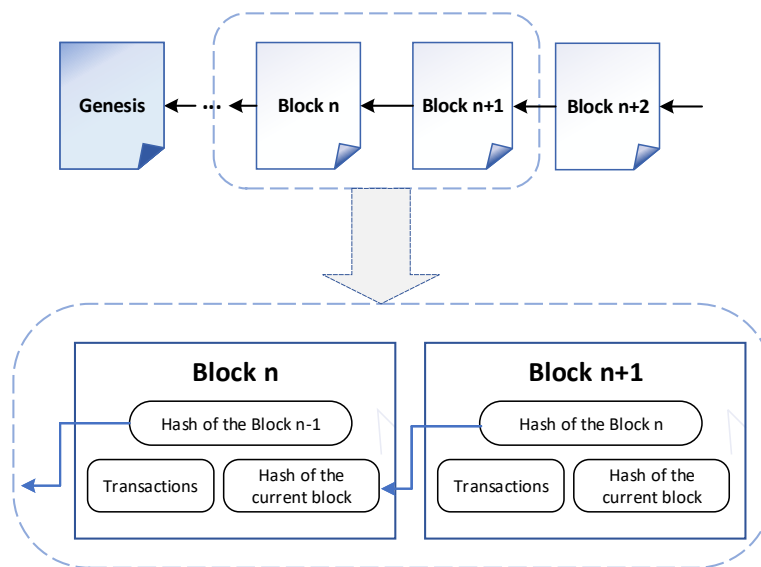 Genesis
...
Block n
Block n+1
Block n+2
Block n
Block n+1
Hash of the Block n-1
Hash of the Block n
Transactions
Hash of the
current block
Transactions
Hash of the
current block